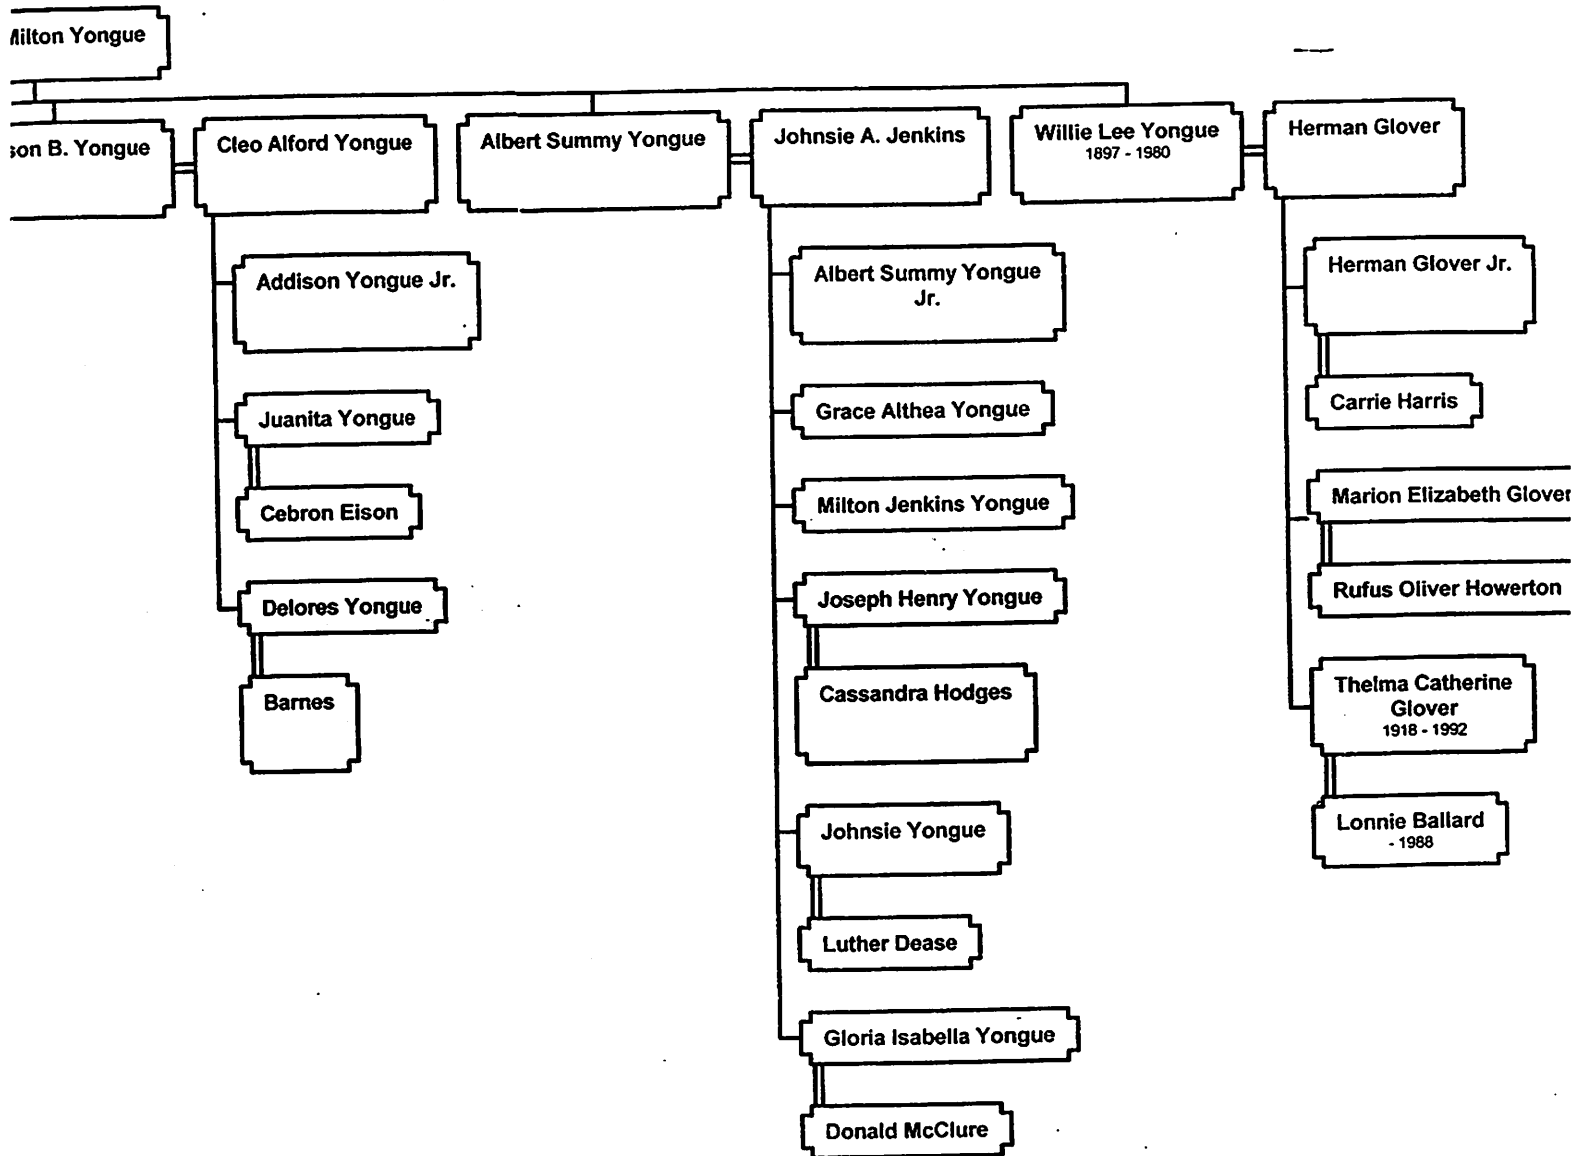 Milton Yongue
son B. Yongue
Cleo Alford Yongue
Albert Summy Yongue
Johnsie A. Jenkins
Willie Lee Yongue
1897 - 1980
Herman Glover
Addison Yongue Jr.
Juanita Yongue
Cebron Eison
Delores Yongue
Barnes
Albert Summy Yongue
Jr.
Grace Althea Yongue
Milton Jenkins Yongue
Joseph Henry Yongue
Cassandra Hodges
Johnsie Yongue
Luther Dease
Gloria Isabella Yongue
Donald McClure
Herman Glover Jr.
Carrie Harris
Marion Elizabeth Glover
Rufus Oliver Howerton
Thelma Catherine
Glover
1918 - 1992
Lonnie Ballard
- 1988